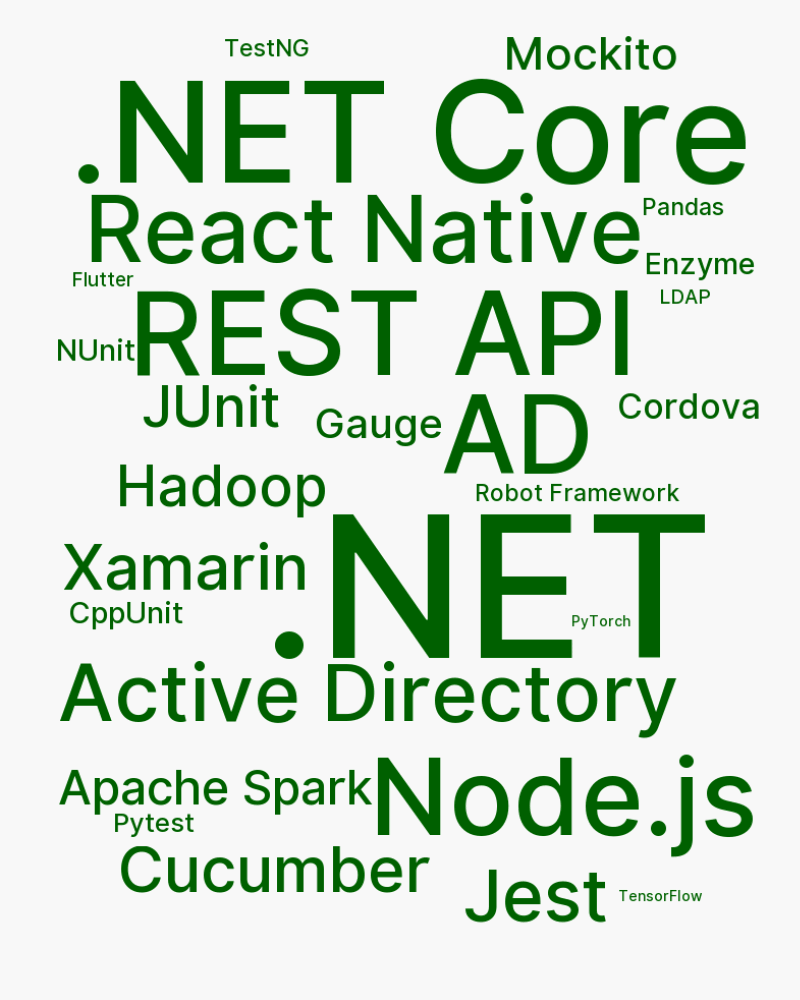 TestNG
Mockito
.NET Core
React Native
Pandas
Enzyme
Flutter
LDAP
REST API
NUnit
JUnit
Gauge
AD
Cordova
Hadoop
Robot Framework
Xamarin
.NET
CppUnit
PyTorch
Active Directory
Apache Spark
Node.js
Pytest
Cucumber
Jest
TensorFlow